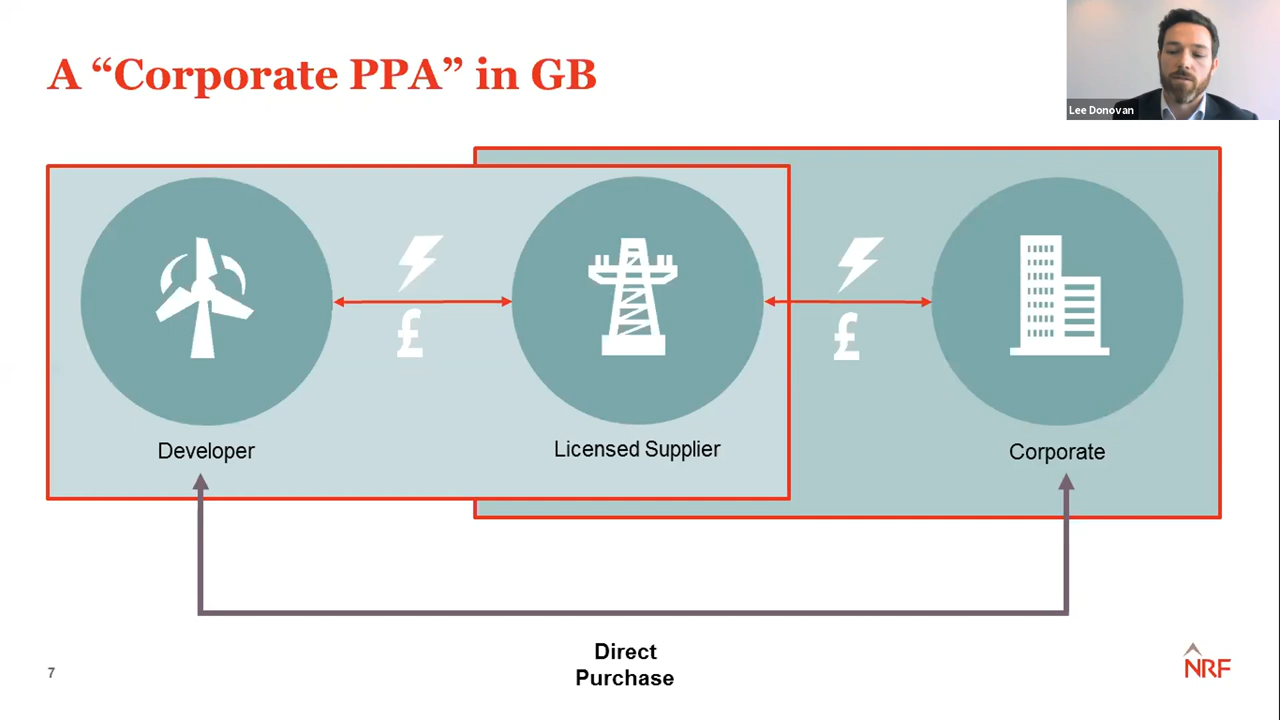 A “Corporate PPA” in GB
Lee Donovan
£
£
Developer
Licensed Supplier
Corporate
Direct
Purchase
7
NRF